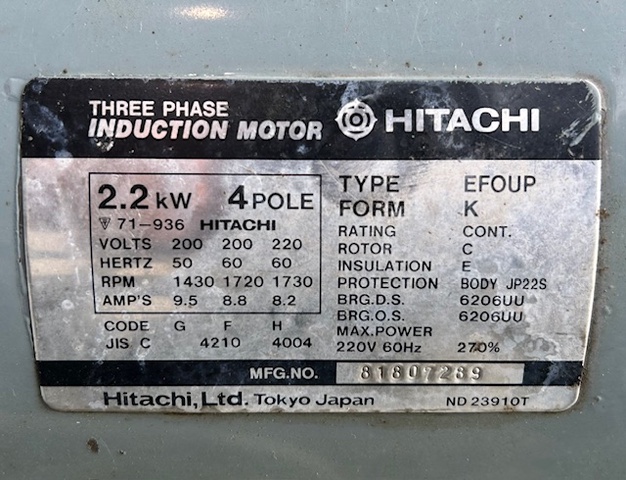 THREE PHASE
INDUCTION MOTOR HITACHI
2.2 kW 4 POLE
71-936 HITACHI
VOLTS 200 200 220
HERTZ 50 60 60
RPM 1430 1720 1730
AMP'S 9.5 8.8 8.2
CODE G F H
JIS C 4210 4004
TYPE EFOUP
FORM K
RATING CONT.
ROTOR C
INSULATION E
PROTECTION BODY JP22S
BRG.D.S. 6206UU
BRG.O.S. 6206UU
MAX.POWER
220V 60Hz 270%
MFG.NO. 81807289
Hitachi, Ltd. Tokyo Japan ND 23910T